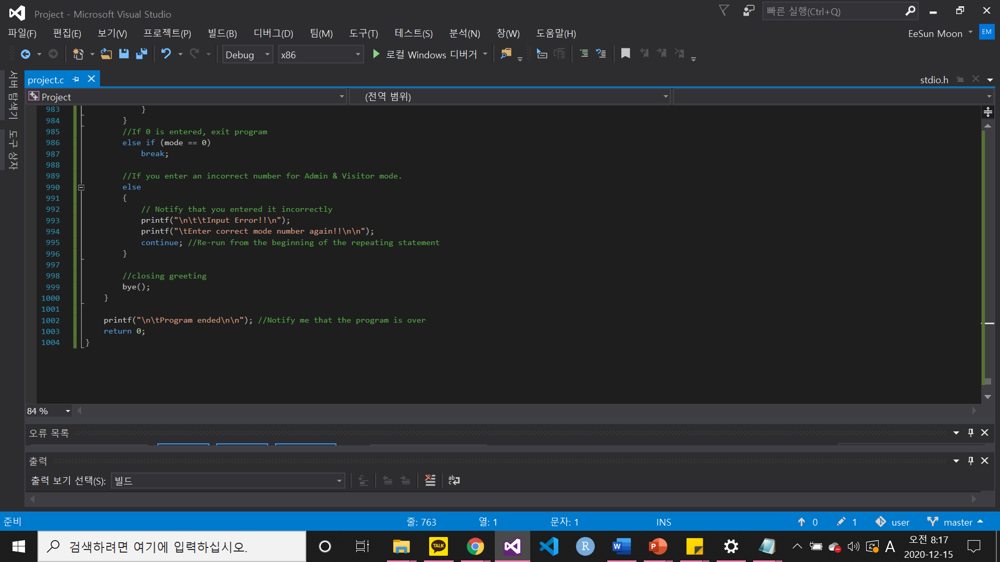 Project - Microsoft Visual Studio
빠른 실행(Ctrl+Q)
파일(F) 편집(E) 보기(V) 프로젝트(P) 빌드(B) 디버그(D) 팀(M) 도구(T) 테스트(S) 분석(N) 창(W) 도움말(H)
EeSun Moon EM
Debug x86 로컬 Windows 디버거
서버 탐색기
도구 상자
project.c
stdio.h
Project (전역 범위)
983 }
984 }
985 //If 0 is entered, exit program
986 else if (mode == 0)
987 break;
988
989 //If you enter an incorrect number for Admin & Visitor mode.
990 else
991 {
992 // Notify that you entered it incorrectly
993 printf("\n\t\tInput Error!!\n");
994 printf("\tEnter correct mode number again!!\n\n");
995 continue; //Re-run from the beginning of the repeating statement
996 }
997
998 //closing greeting
999 bye();
1000 }
1001
1002 printf("\n\tProgram ended\n\n"); //Notify me that the program is over
1003 return 0;
1004 }
84 %
오류 목록
출력
출력 보기 선택(S): 빌드
준비 줄: 763 열: 1 문자: 1 INS 0 1 user master
검색하려면 여기에 입력하십시오.
TALK
R
W
P
A
오전 8:17
2020-12-15